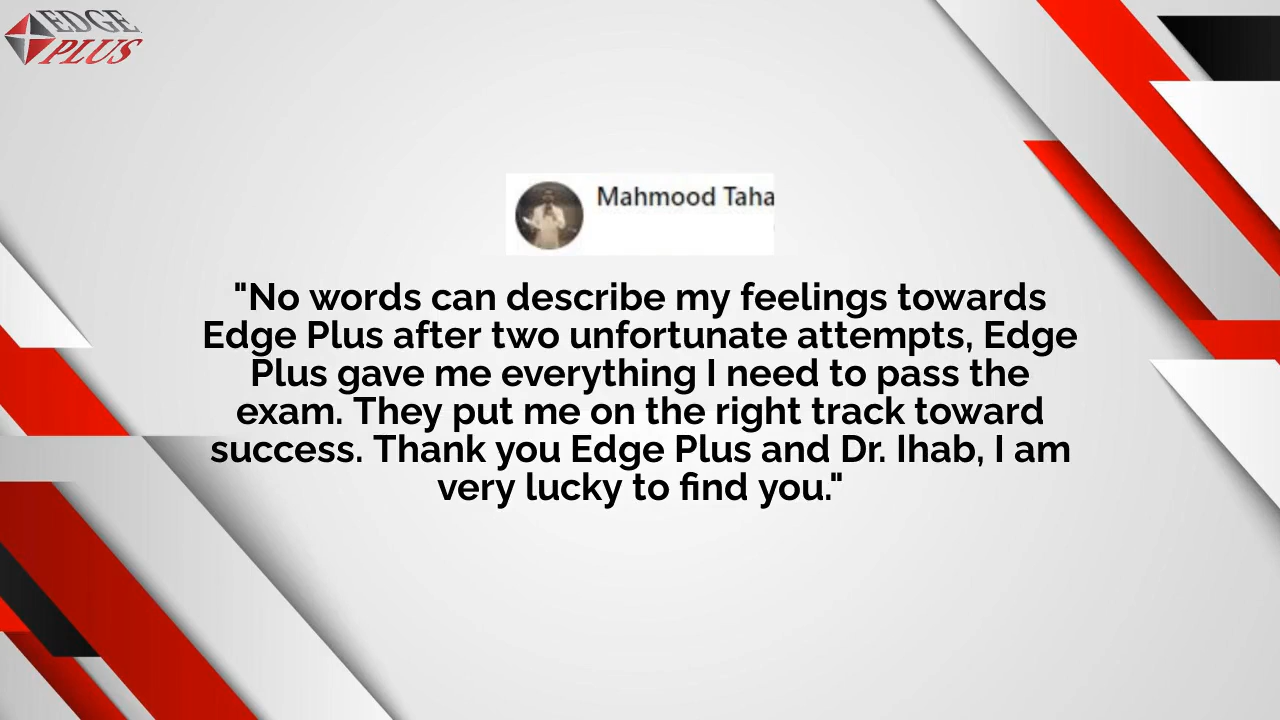 EDGE
PLUS
Mahmood Taha
"No words can describe my feelings towards
Edge Plus after two unfortunate attempts, Edge
Plus gave me everything I need to pass the
exam. They put me on the right track toward
success. Thank you Edge Plus and Dr. Ihab, I am
very lucky to find you."